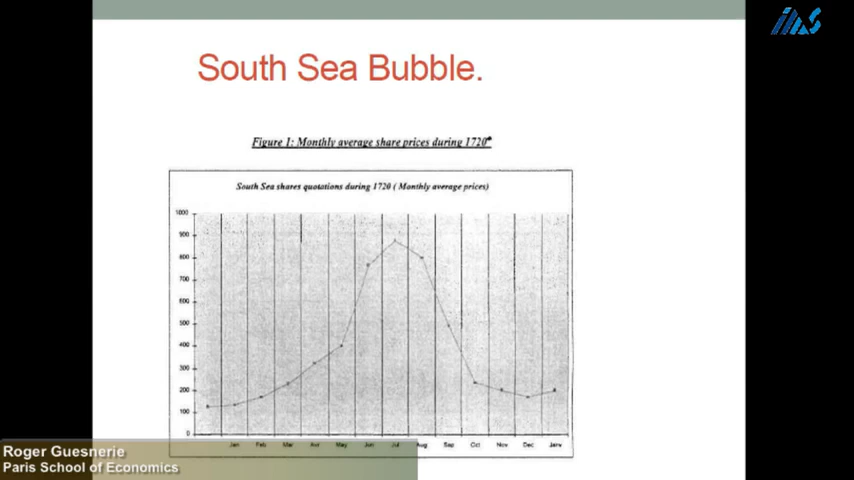 ias
South Sea Bubble.
Figure 1: Monthly average share prices during 1720
South Sea shares quotations during 1720 ( Monthly average prices)
1000
900
800
700
600
500
400
300
200
100
0
Jan Feb Mar Avr May Jun Jul Aug Sep Oct Nov Dec Janv
Roger Guesnerie
Paris School of Economics